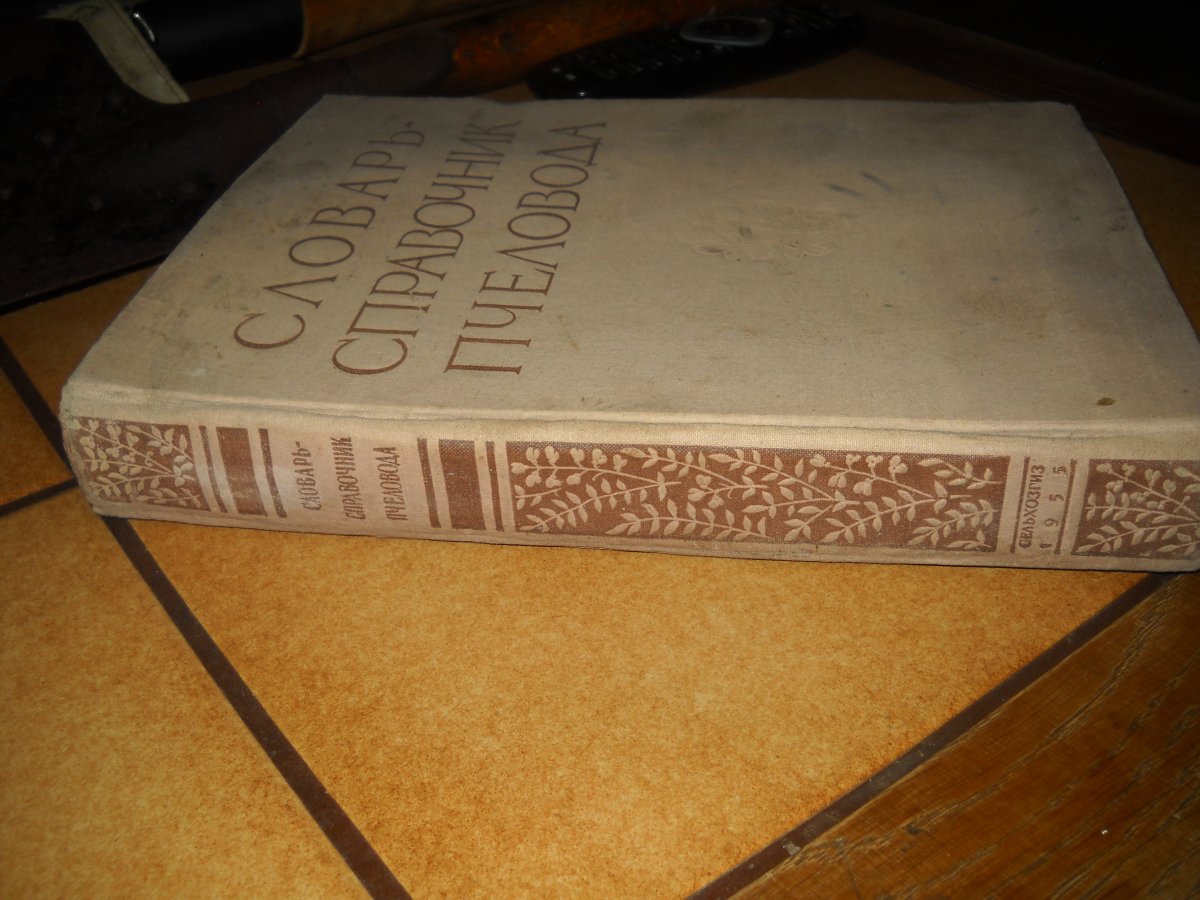 СЛОВАРЬ-
СПРАВОЧНИК
ПЧЕЛОВОДА
СЛОВАРЬ-
СПРАВОЧНИК
ПЧЕЛОВОДА
СЕЛЬХОЗГИЗ
1955